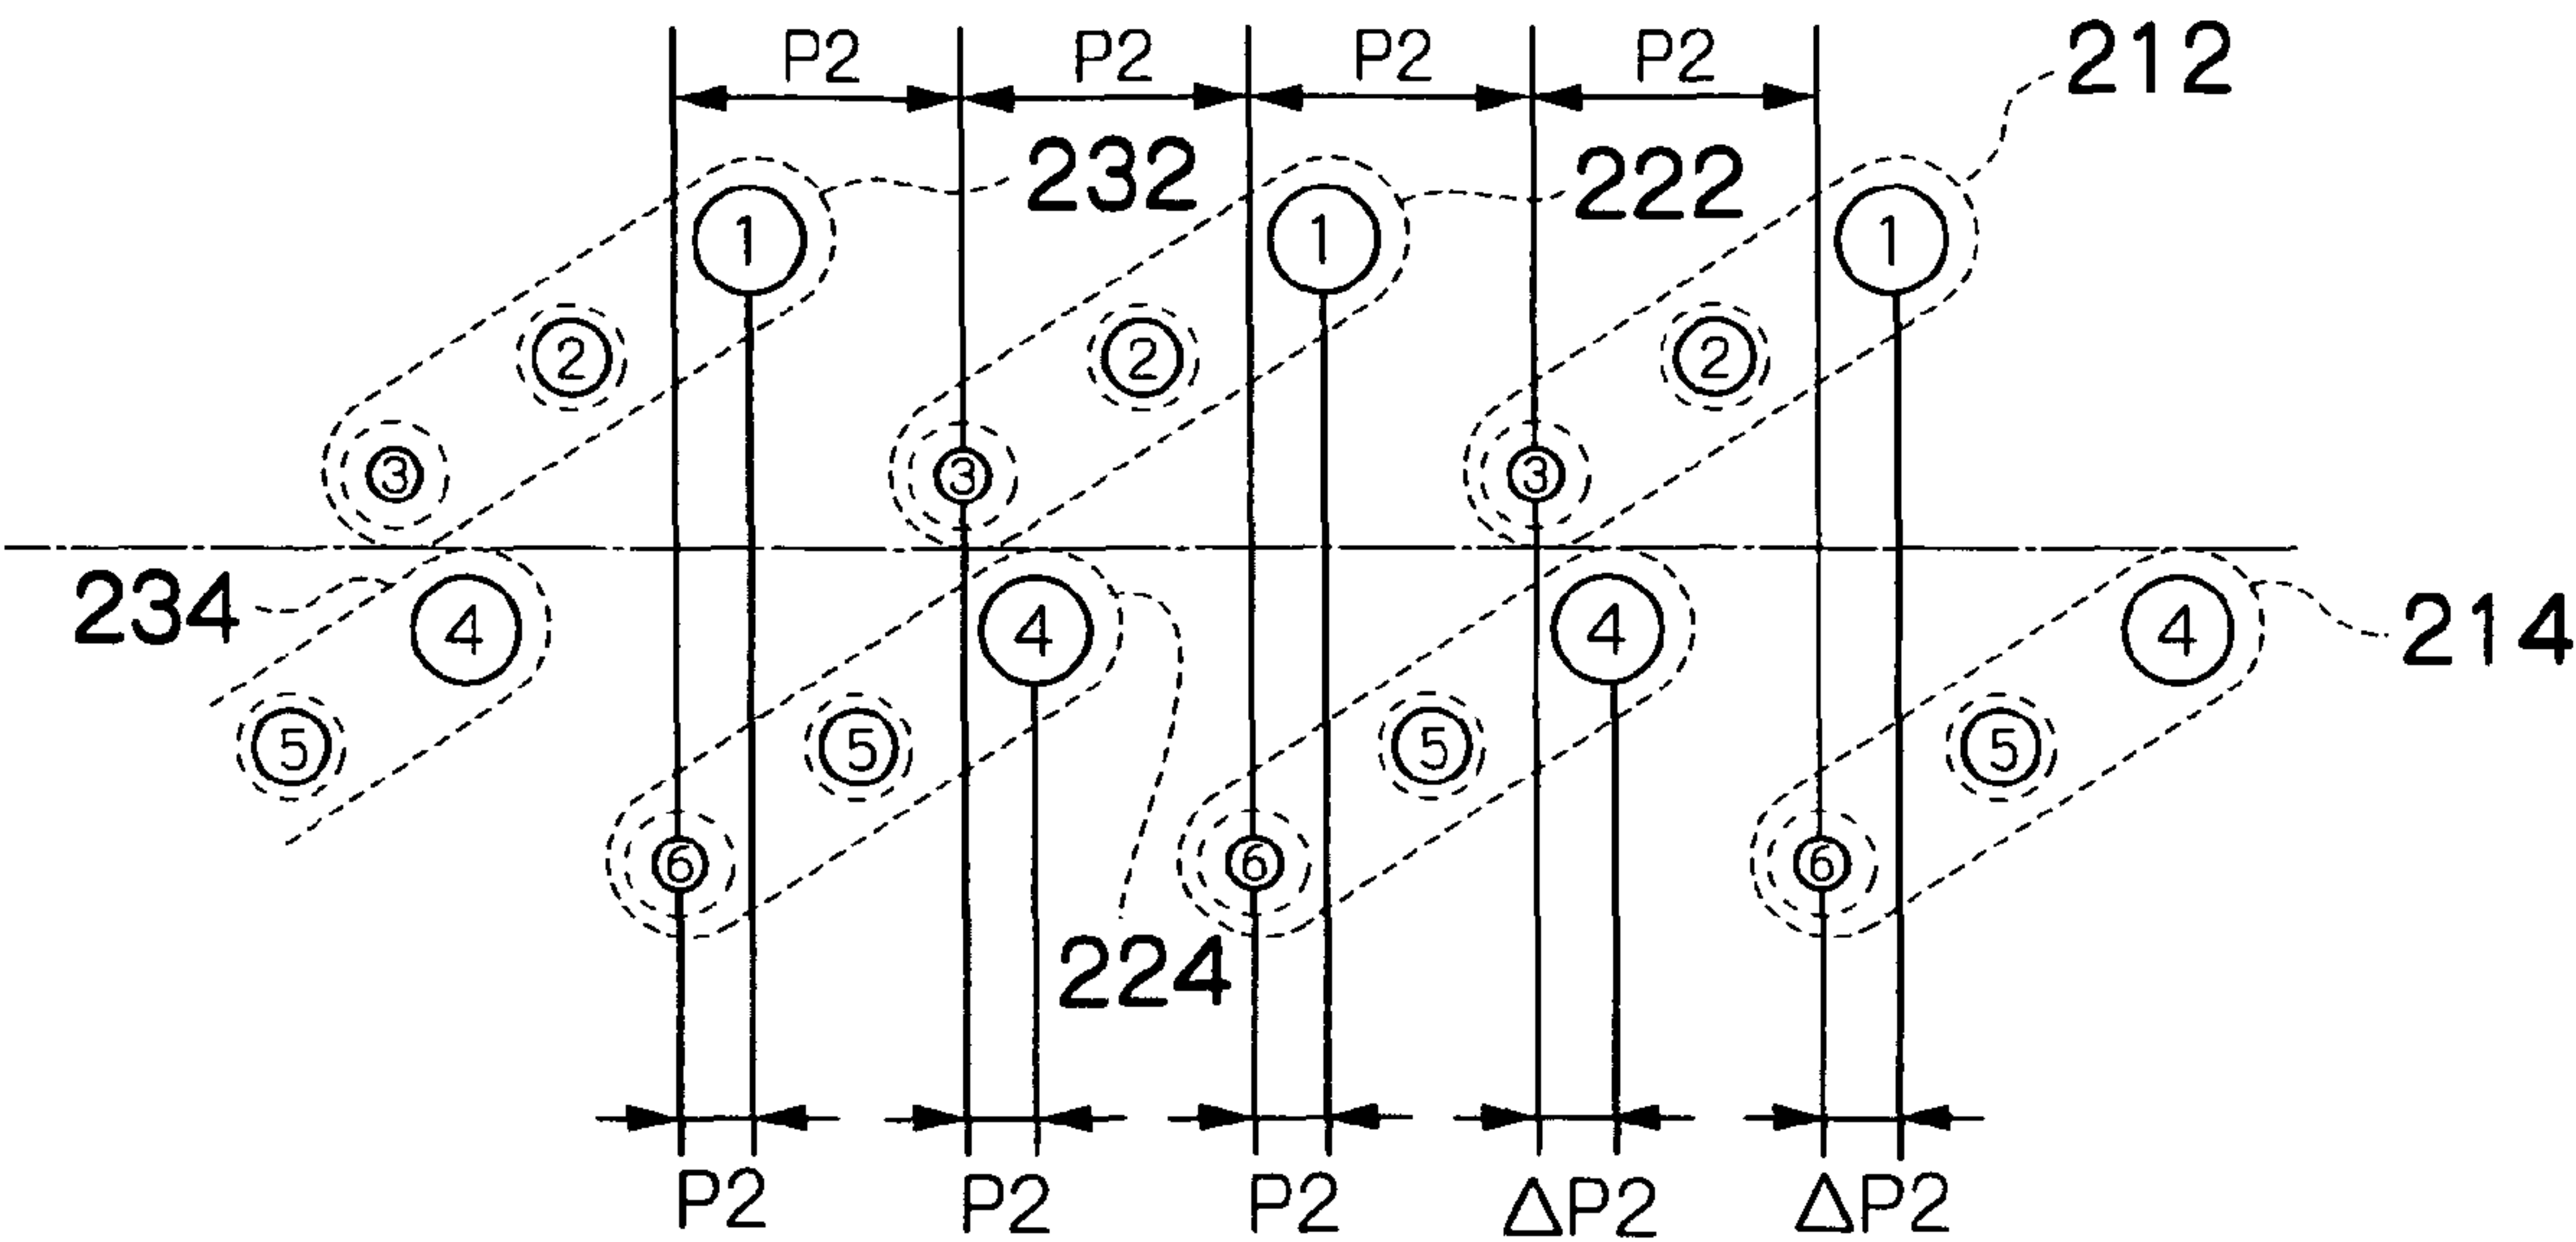 P2 P2 P2 P2 212
232 222
① ① ①
② ② ②
③ ③ ③
234 ④ ④ ④ ④ 214
⑤ ⑤ ⑤ ⑤
⑥ ⑥ ⑥
224
P2 P2 P2 ΔP2 ΔP2